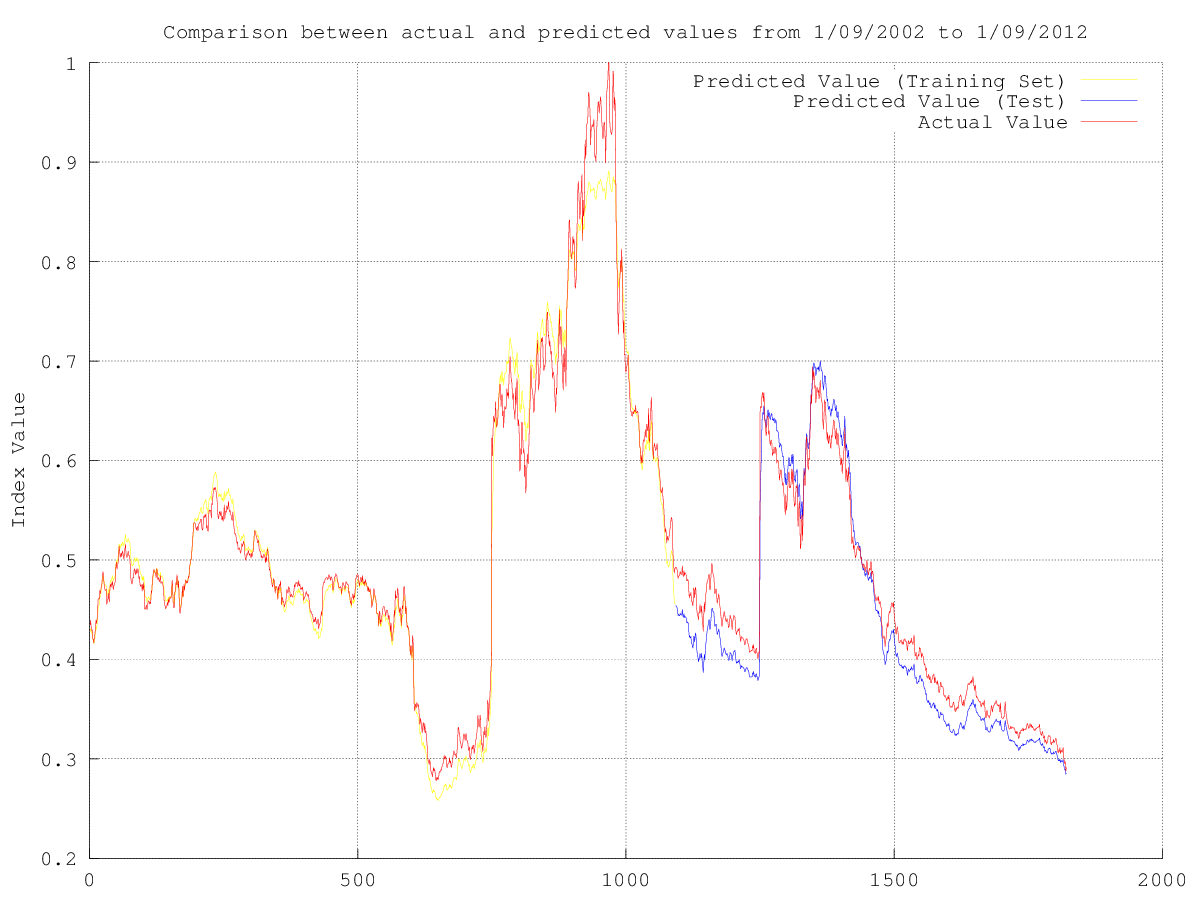 Comparison between actual and predicted values from 1/09/2002 to 1/09/2012
1
Predicted Value (Training Set)
Predicted Value (Test)
Actual Value
0.9
0.8
0.7
0.6
0.5
0.4
0.3
0.2
Index Value
0 500 1000 1500 2000